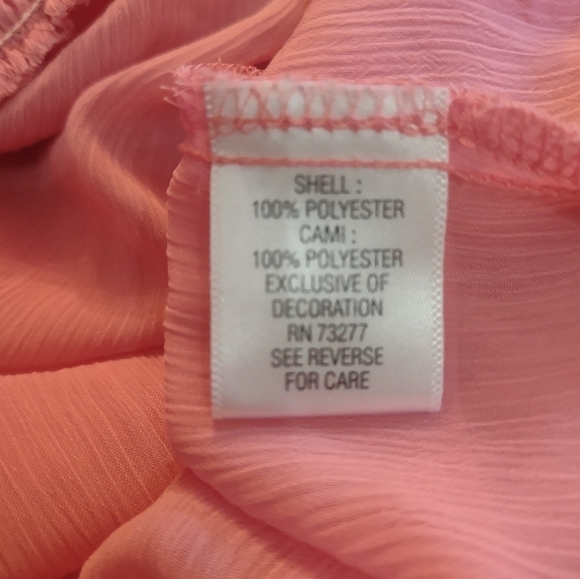 SHELL :
100% POLYESTER
CAMI :
100% POLYESTER
EXCLUSIVE OF
DECORATION
RN 73277
SEE REVERSE
FOR CARE